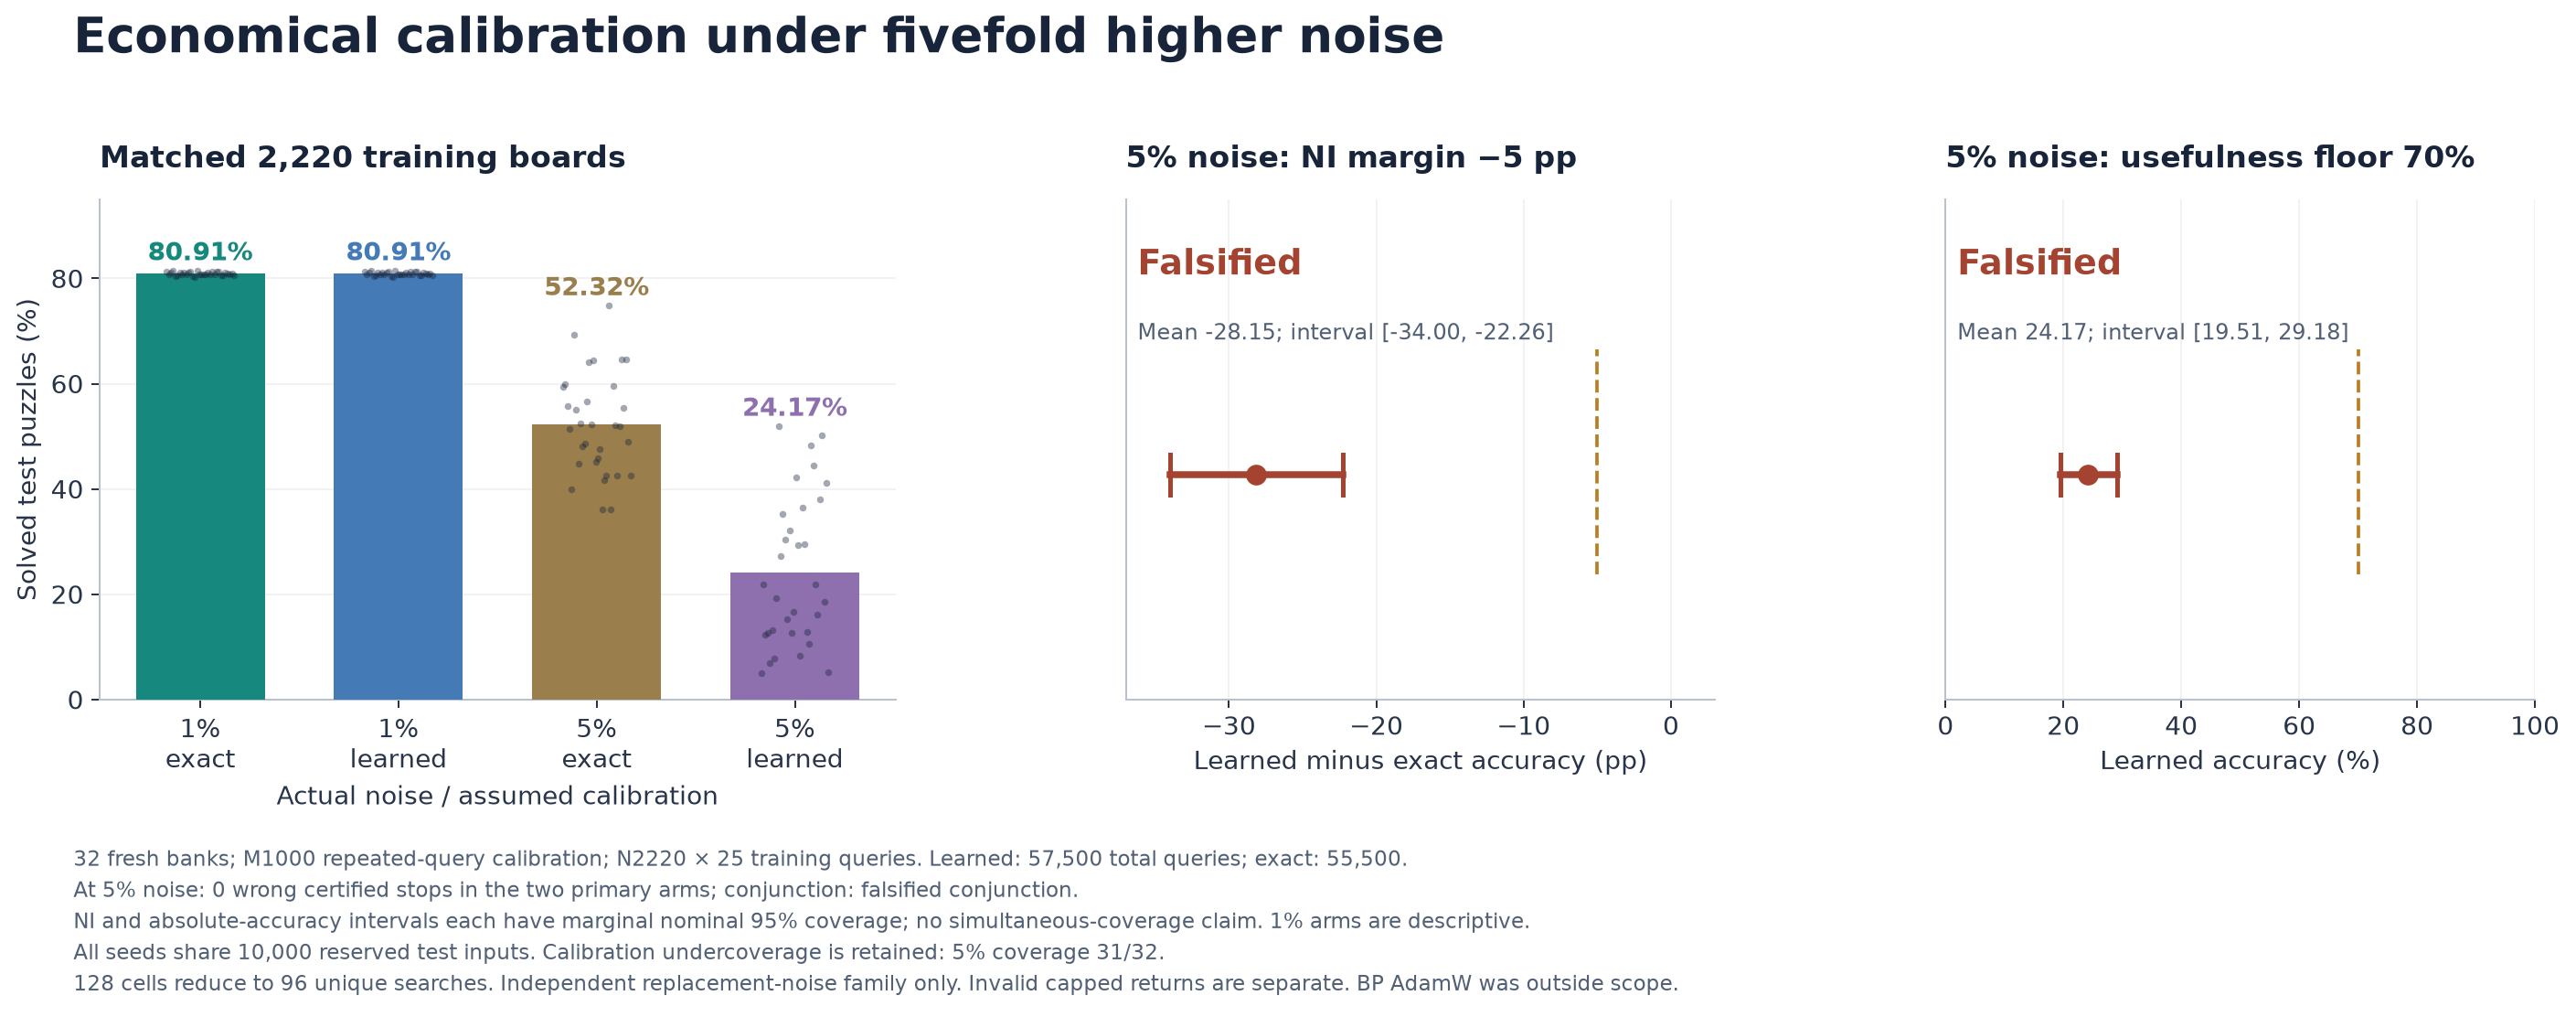 Economical calibration under fivefold higher noise
Matched 2,220 training boards
80.91%
80.91%
52.32%
24.17%
Solved test puzzles (%)
80
60
40
20
0
1%
exact
1%
learned
5%
exact
5%
learned
Actual noise / assumed calibration
5% noise: NI margin −5 pp
Falsified
Mean -28.15; interval [-34.00, -22.26]
−30
−20
−10
0
Learned minus exact accuracy (pp)
5% noise: usefulness floor 70%
Falsified
Mean 24.17; interval [19.51, 29.18]
0
20
40
60
80
100
Learned accuracy (%)
32 fresh banks; M1000 repeated-query calibration; N2220 × 25 training queries. Learned: 57,500 total queries; exact: 55,500.
At 5% noise: 0 wrong certified stops in the two primary arms; conjunction: falsified conjunction.
NI and absolute-accuracy intervals each have marginal nominal 95% coverage; no simultaneous-coverage claim. 1% arms are descriptive.
All seeds share 10,000 reserved test inputs. Calibration undercoverage is retained: 5% coverage 31/32.
128 cells reduce to 96 unique searches. Independent replacement-noise family only. Invalid capped returns are separate. BP AdamW was outside scope.